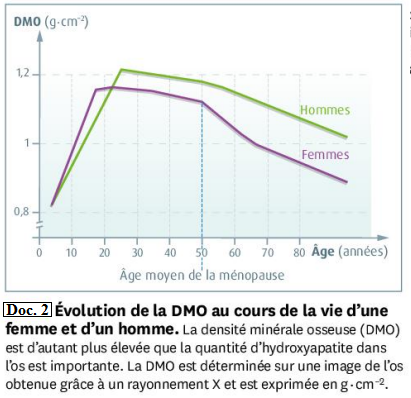 DMO (g·cm⁻²)
1,2
1
0,8
Hommes
Femmes
0 10 20 30 40 50 60 70 80 Âge (années)
Âge moyen de la ménopause
Doc. 2 Évolution de la DMO au cours de la vie d'une
femme et d'un homme. La densité minérale osseuse (DMO)
est d'autant plus élevée que la quantité d'hydroxyapatite dans
l'os est importante. La DMO est déterminée sur une image de l'os
obtenue grâce à un rayonnement X et est exprimée en g·cm⁻².